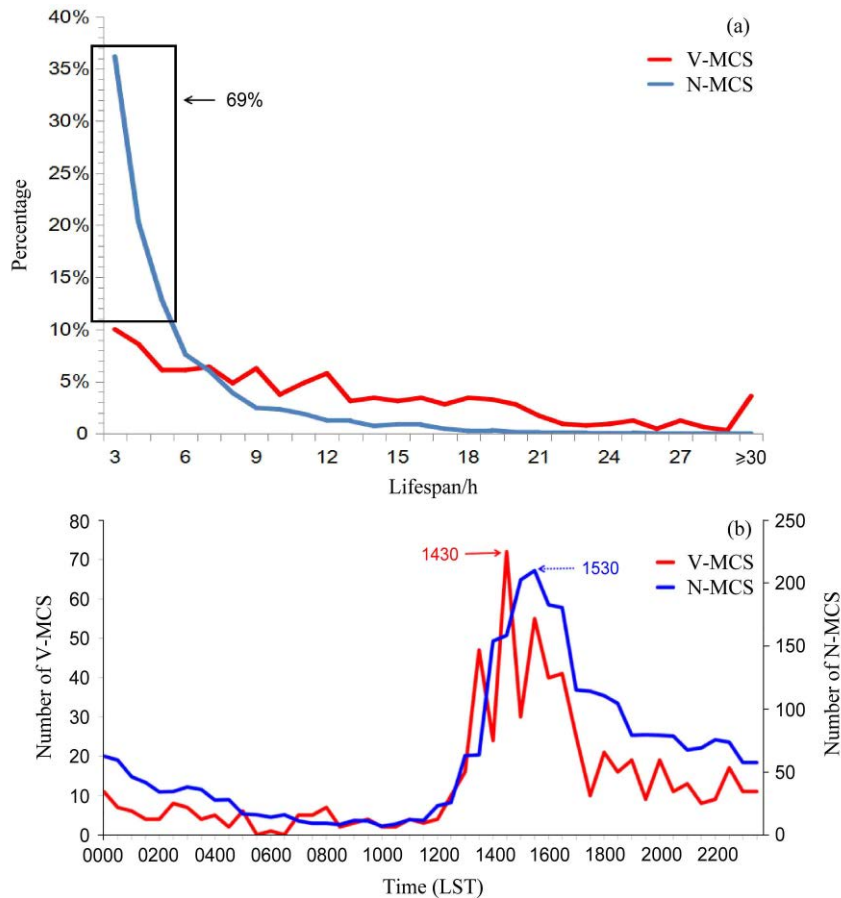 40%
(a)
V-MCS
35%
N-MCS
69%
30%
25%
Percentage
20%
15%
10%
5%
0
3 6 9 12 15 18 21 24 27 ≥30
Lifespan/h
80 250
(b)
70
1430
V-MCS
1530
N-MCS
200
60
50
150
Number of V-MCS
Number of N-MCS
40
30
100
20
50
10
0 0
0000 0200 0400 0600 0800 1000 1200 1400 1600 1800 2000 2200
Time (LST)